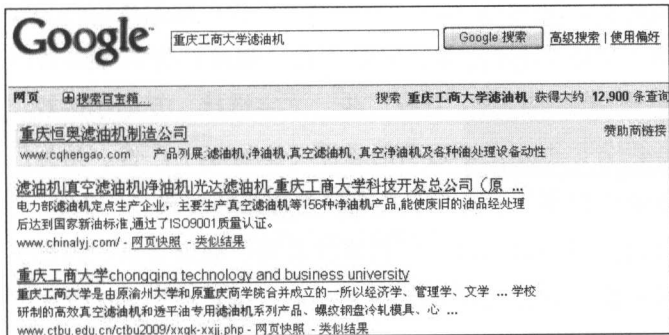 Google™ 重庆工商大学滤油机 Google 搜索 高级搜索 | 使用偏好
网页 搜索百宝箱... 搜索 重庆工商大学滤油机 获得大约 12,900 条查询
重庆恒奥滤油机制造公司 赞助商链接
www.cqhengao.com 产品列展:滤油机,净油机,真空滤油机,真空净油机及各种油处理设备动性
滤油机|真空滤油机|净油机|光达滤油机-重庆工商大学科技开发总公司（原 ...
电力部滤油机定点生产企业，主要生产真空滤油机等156种净油机产品,能使废旧的油品经处理
后达到国家新油标准,通过了ISO9001质量认证。
www.chinalyj.com/ - 网页快照 - 类似结果
重庆工商大学chongqing technology and business university
重庆工商大学是由原渝州大学和原重庆商学院合并成立的一所以经济学、管理学、文学 ... 学校
研制的高效真空滤油机和透平油专用滤油机系列产品、螺纹钢盘冷轧模具、心 ...
www.ctbu.edu.cn/ctbu2009/xxgk-xxjj.php - 网页快照 - 类似结果